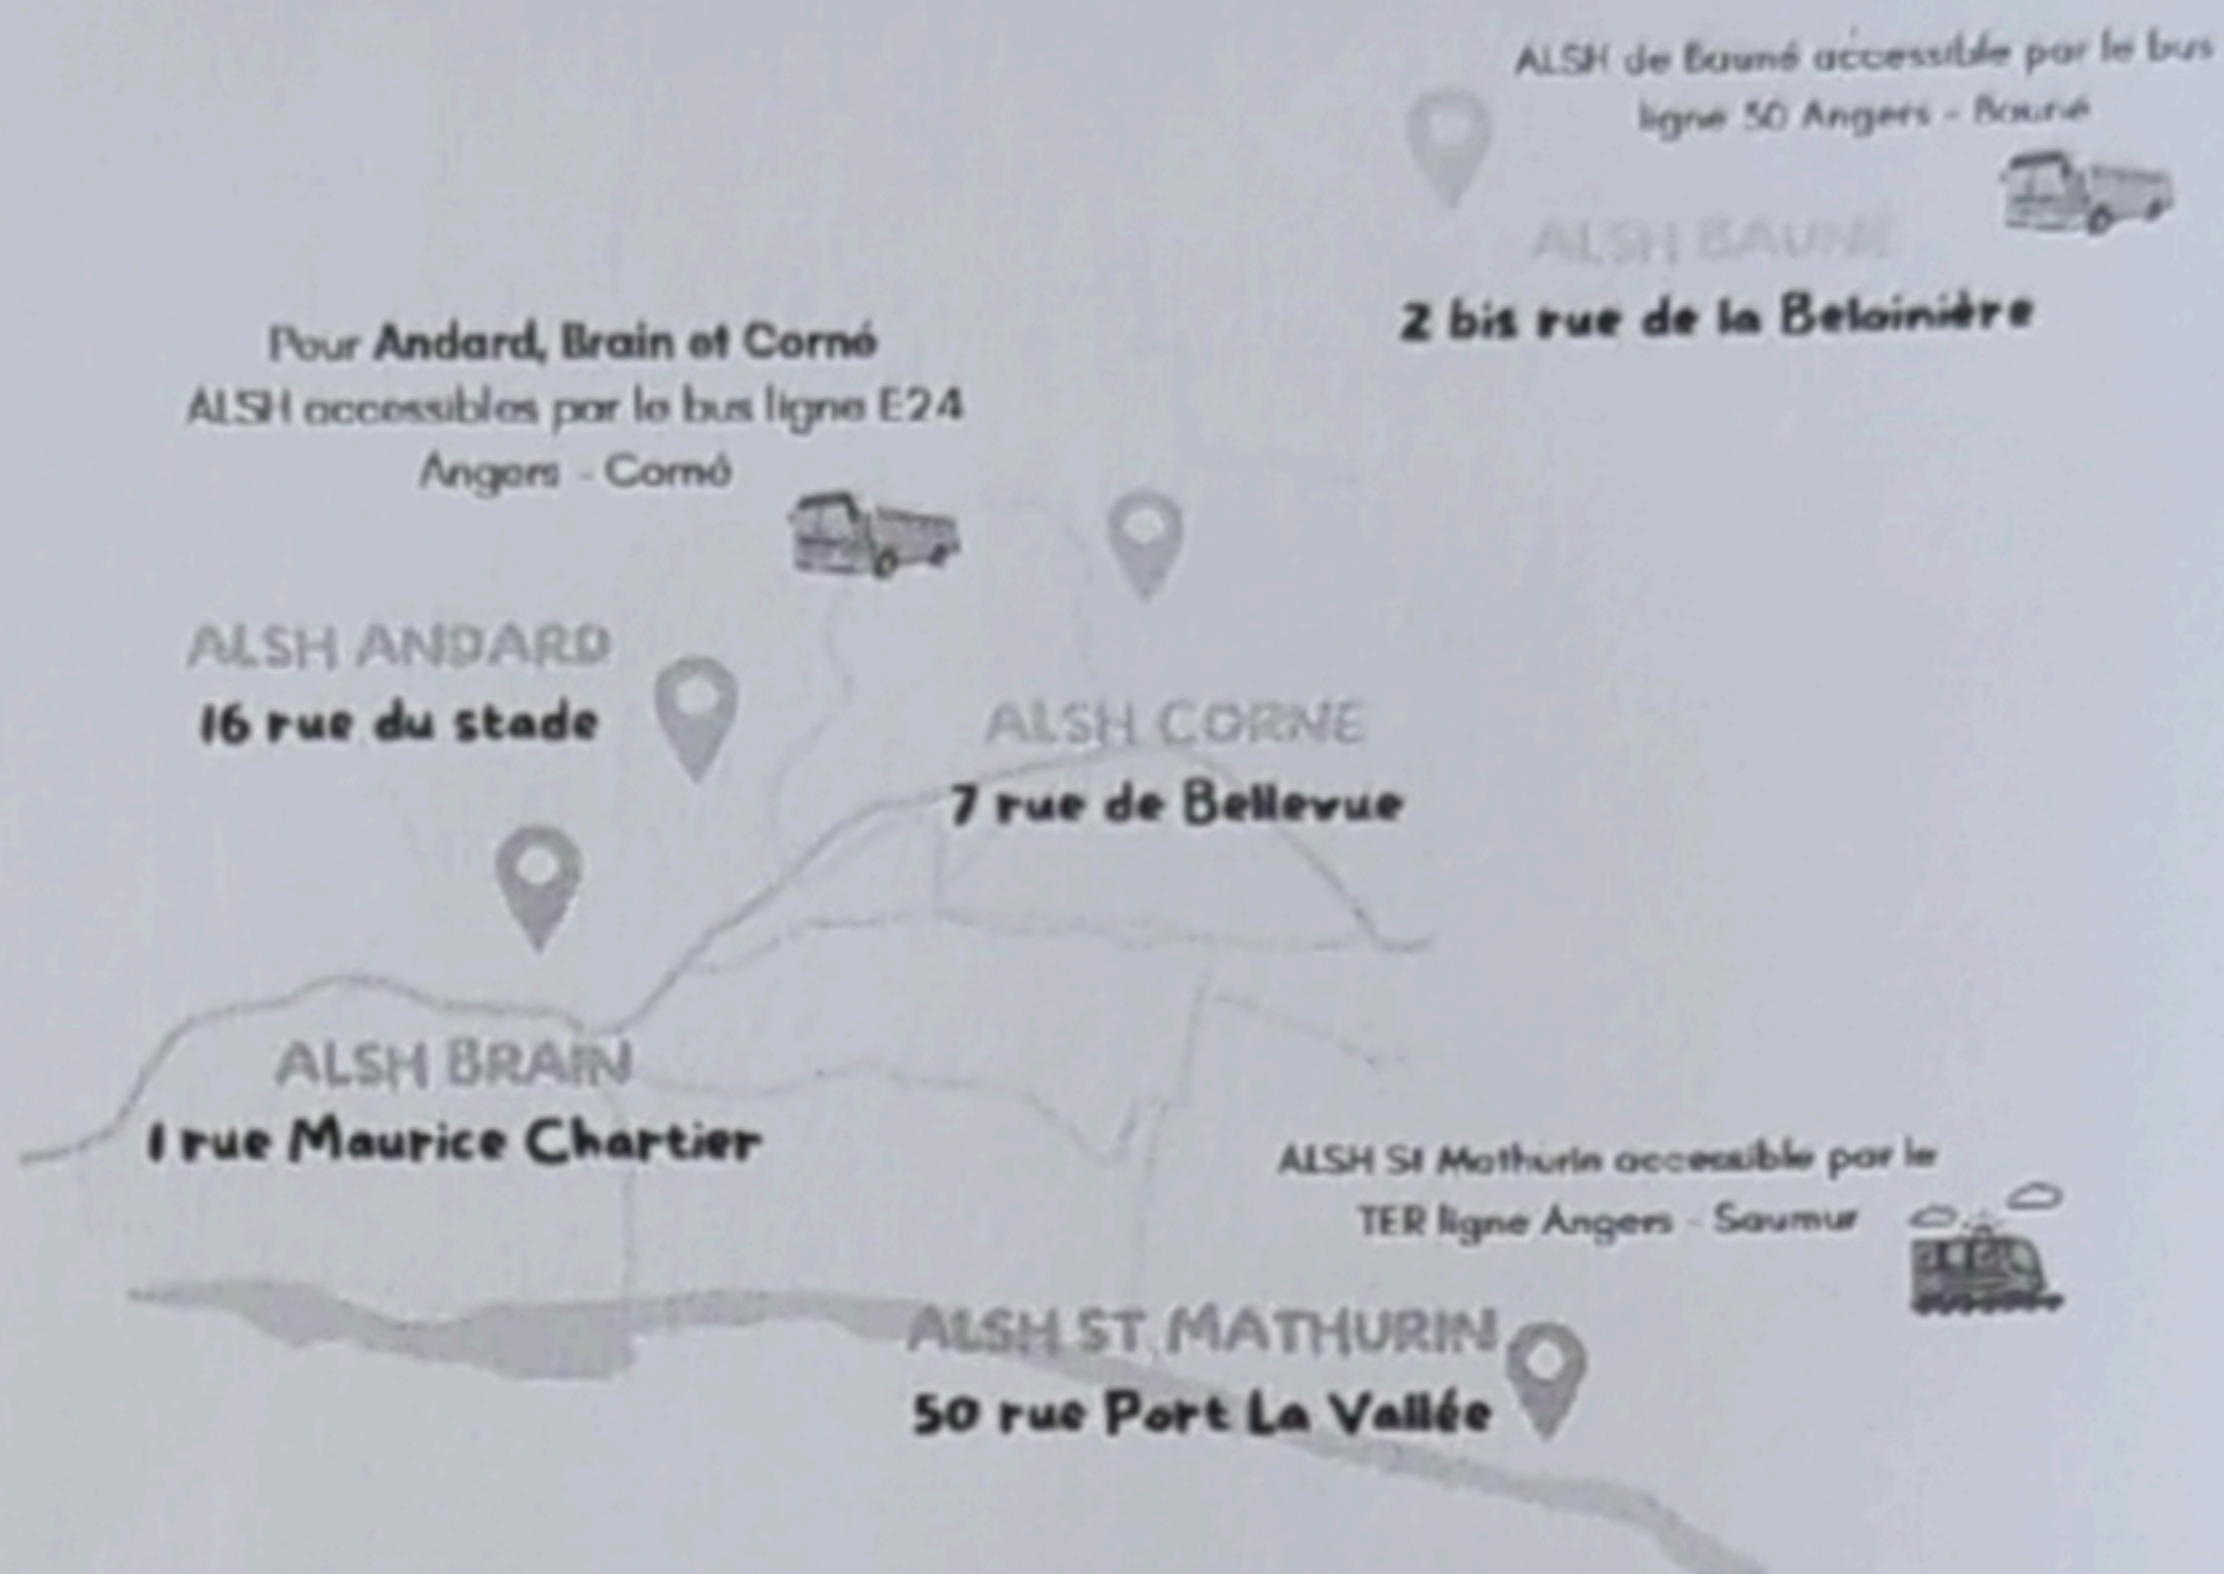 ALSH de Bauné accessible par le bus
ligne 50 Angers - Bauné
ALSH BAUNE
2 bis rue de la Beloinière
Pour Andard, Brain et Corné
ALSH accessibles par le bus ligne E24
Angers - Corné
ALSH ANDARD
16 rue du stade
ALSH CORNE
7 rue de Bellevue
ALSH BRAIN
1 rue Maurice Chartier
ALSH St Mathurin accessible par le
TER ligne Angers - Saumur
ALSH ST MATHURIN
50 rue Port La Vallée